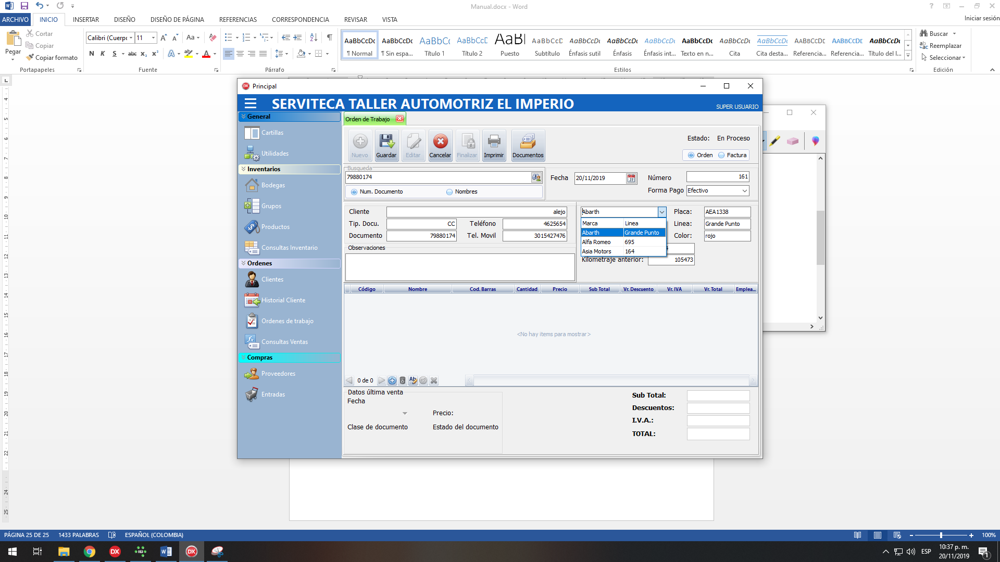 Manual.docx - Word
ARCHIVO INICIO INSERTAR DISEÑO DISEÑO DE PÁGINA REFERENCIAS CORRESPONDENCIA REVISAR VISTA
Iniciar sesión
Pegar
Cortar
Copiar
Copiar formato
Portapapeles
Calibri (Cuerpo 11
N K S abc x₂ x²
Fuente
Párrafo
AaBbCcDc AaBbCcDc AaBbCc AaBbCcD AaB AaBbCcD AaBbCcDc AaBbCcDc AaBbCcDc AaBbCcDc AaBbCcDc AaBbCcDc AABBCCDD AABBCCDD AaBbCcDc
¶ Normal ¶ Sin espa... Título 1 Título 2 Puesto Subtítulo Énfasis sutil Énfasis Énfasis int... Texto en n... Cita Cita desta... Referencia... Referencia... Título del l...
Estilos
Buscar
Reemplazar
Seleccionar
Edición
Principal
SERVITECA TALLER AUTOMOTRIZ EL IMPERIO
SUPER USUARIO
General
Cartillas
Utilidades
Inventarios
Bodegas
Grupos
Productos
Consultas Inventario
Ordenes
Clientes
Historial Cliente
Ordenes de trabajo
Consultas Ventas
Compras
Proveedores
Entradas
Orden de Trabajo
Nuevo Guardar Editar Cancelar Finalizar Imprimir Documentos
Estado: En Proceso
Orden Factura
Busqueda
79880174
Num. Documento Nombres
Fecha 20/11/2019
Número 161
Forma Pago Efectivo
Cliente alejo
Tip. Docu. CC Teléfono 4625654
Documento 79880174 Tel. Movil 3015427476
Observaciones
Abarth
Marca Linea
Abarth Grande Punto
Alfa Romeo 695
Asia Motors 164
Placa: AEA1338
Linea: Grande Punto
Color: rojo
Kilometraje anterior: 105473
Código Nombre Cod. Barras Cantidad Precio Sub Total Vr. Descuento Vr. IVA Vr. Total Emplea...
<No hay items para mostrar>
0 de 0
Datos última venta
Fecha
Precio:
Clase de documento Estado del documento
Sub Total:
Descuentos:
I.V.A.:
TOTAL:
PÁGINA 25 DE 25 1433 PALABRAS ESPAÑOL (COLOMBIA)
100%
ESP
10:37 p. m.
20/11/2019